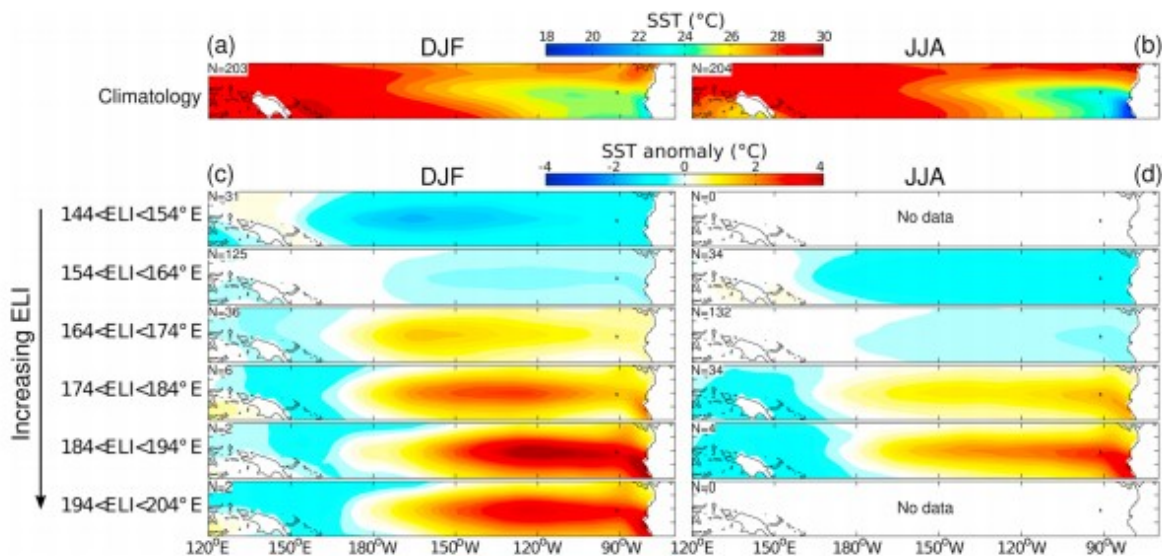 SST (°C)
(a) DJF 18 20 22 24 26 28 30 JJA (b)
N=203 N=204
Climatology
SST anomaly (°C)
(c) DJF -4 -2 0 2 4 JJA (d)
Increasing ELI
144<ELI<154° E N=31 N=0 No data
154<ELI<164° E N=125 N=34
164<ELI<174° E N=36 N=132
174<ELI<184° E N=6 N=34
184<ELI<194° E N=2 N=4
194<ELI<204° E N=2 N=0 No data
120°E 150°E 180°W 150°W 120°W 90°W 120°E 150°E 180°W 150°W 120°W 90°W